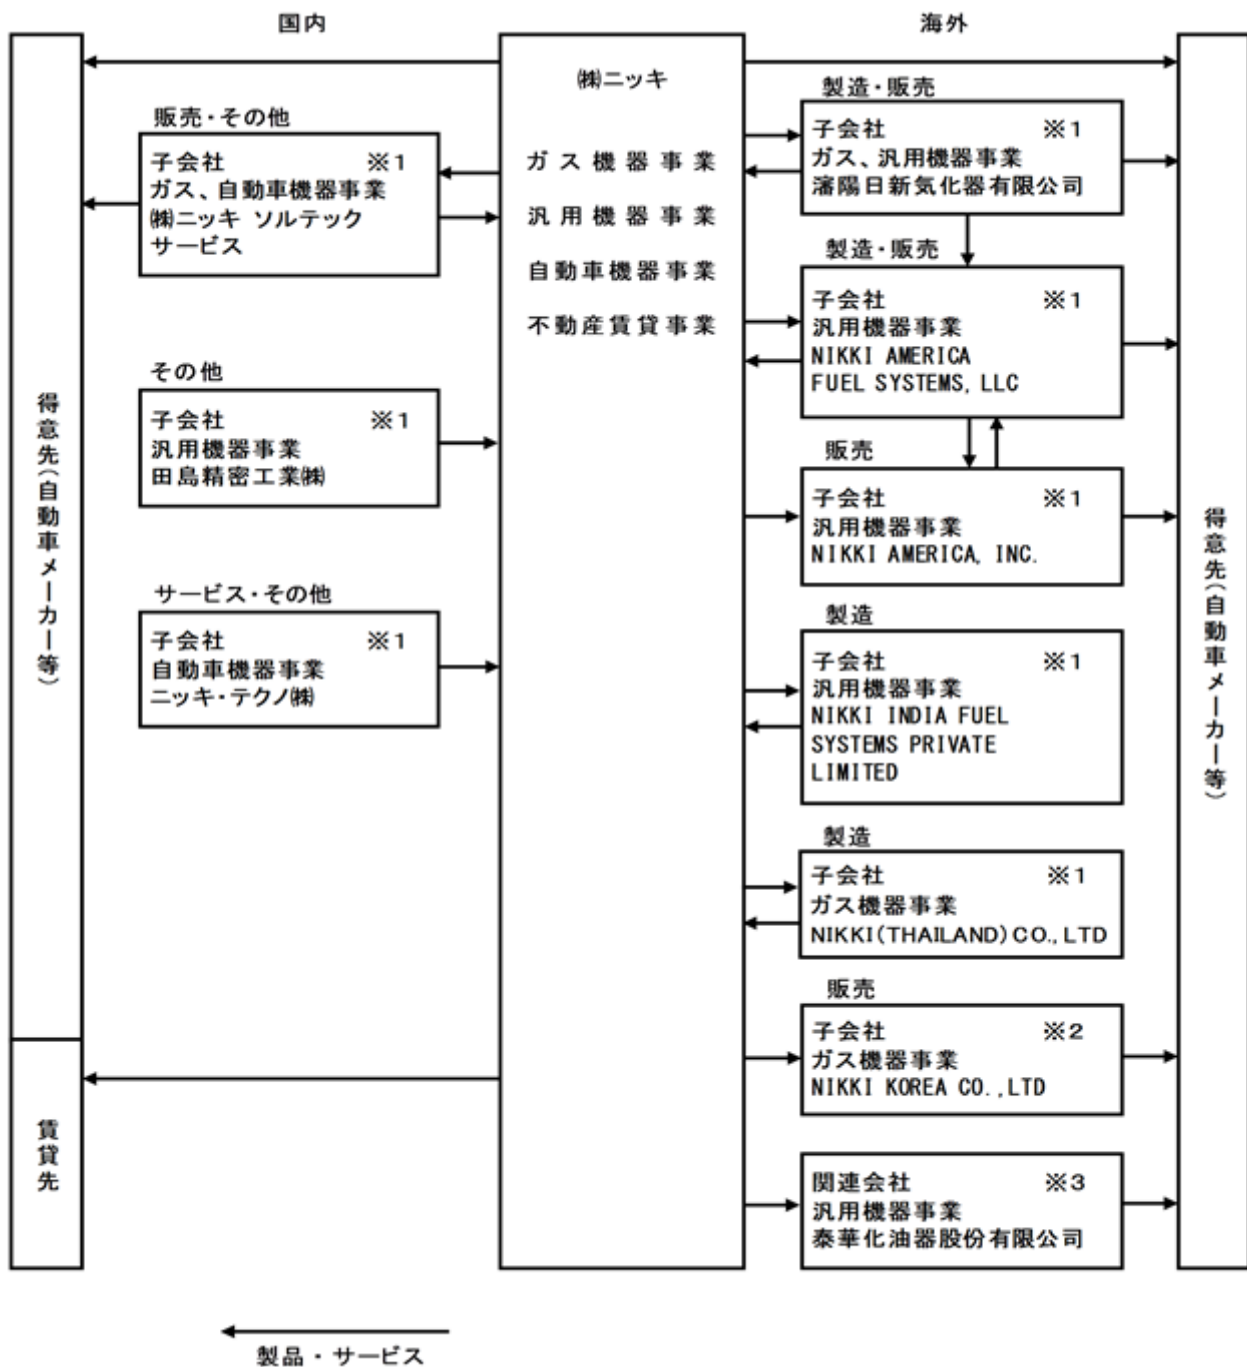 国内
海外
得意先(自動車メーカー等)
賃貸先
販売・その他
子会社 ※1
ガス、自動車機器事業
㈱ニッキ ソルテック
サービス
その他
子会社 ※1
汎用機器事業
田島精密工業㈱
サービス・その他
子会社 ※1
自動車機器事業
ニッキ・テクノ㈱
㈱ニッキ
ガス機器事業
汎用機器事業
自動車機器事業
不動産賃貸事業
製造・販売
子会社 ※1
ガス、汎用機器事業
瀋陽日新気化器有限公司
製造・販売
子会社 ※1
汎用機器事業
NIKKI AMERICA
FUEL SYSTEMS, LLC
販売
子会社 ※1
汎用機器事業
NIKKI AMERICA, INC.
製造
子会社 ※1
汎用機器事業
NIKKI INDIA FUEL
SYSTEMS PRIVATE
LIMITED
製造
子会社 ※1
ガス機器事業
NIKKI(THAILAND)CO.,LTD
販売
子会社 ※2
ガス機器事業
NIKKI KOREA CO.,LTD
関連会社 ※3
汎用機器事業
泰華化油器股份有限公司
得意先(自動車メーカー等)
製品・サービス